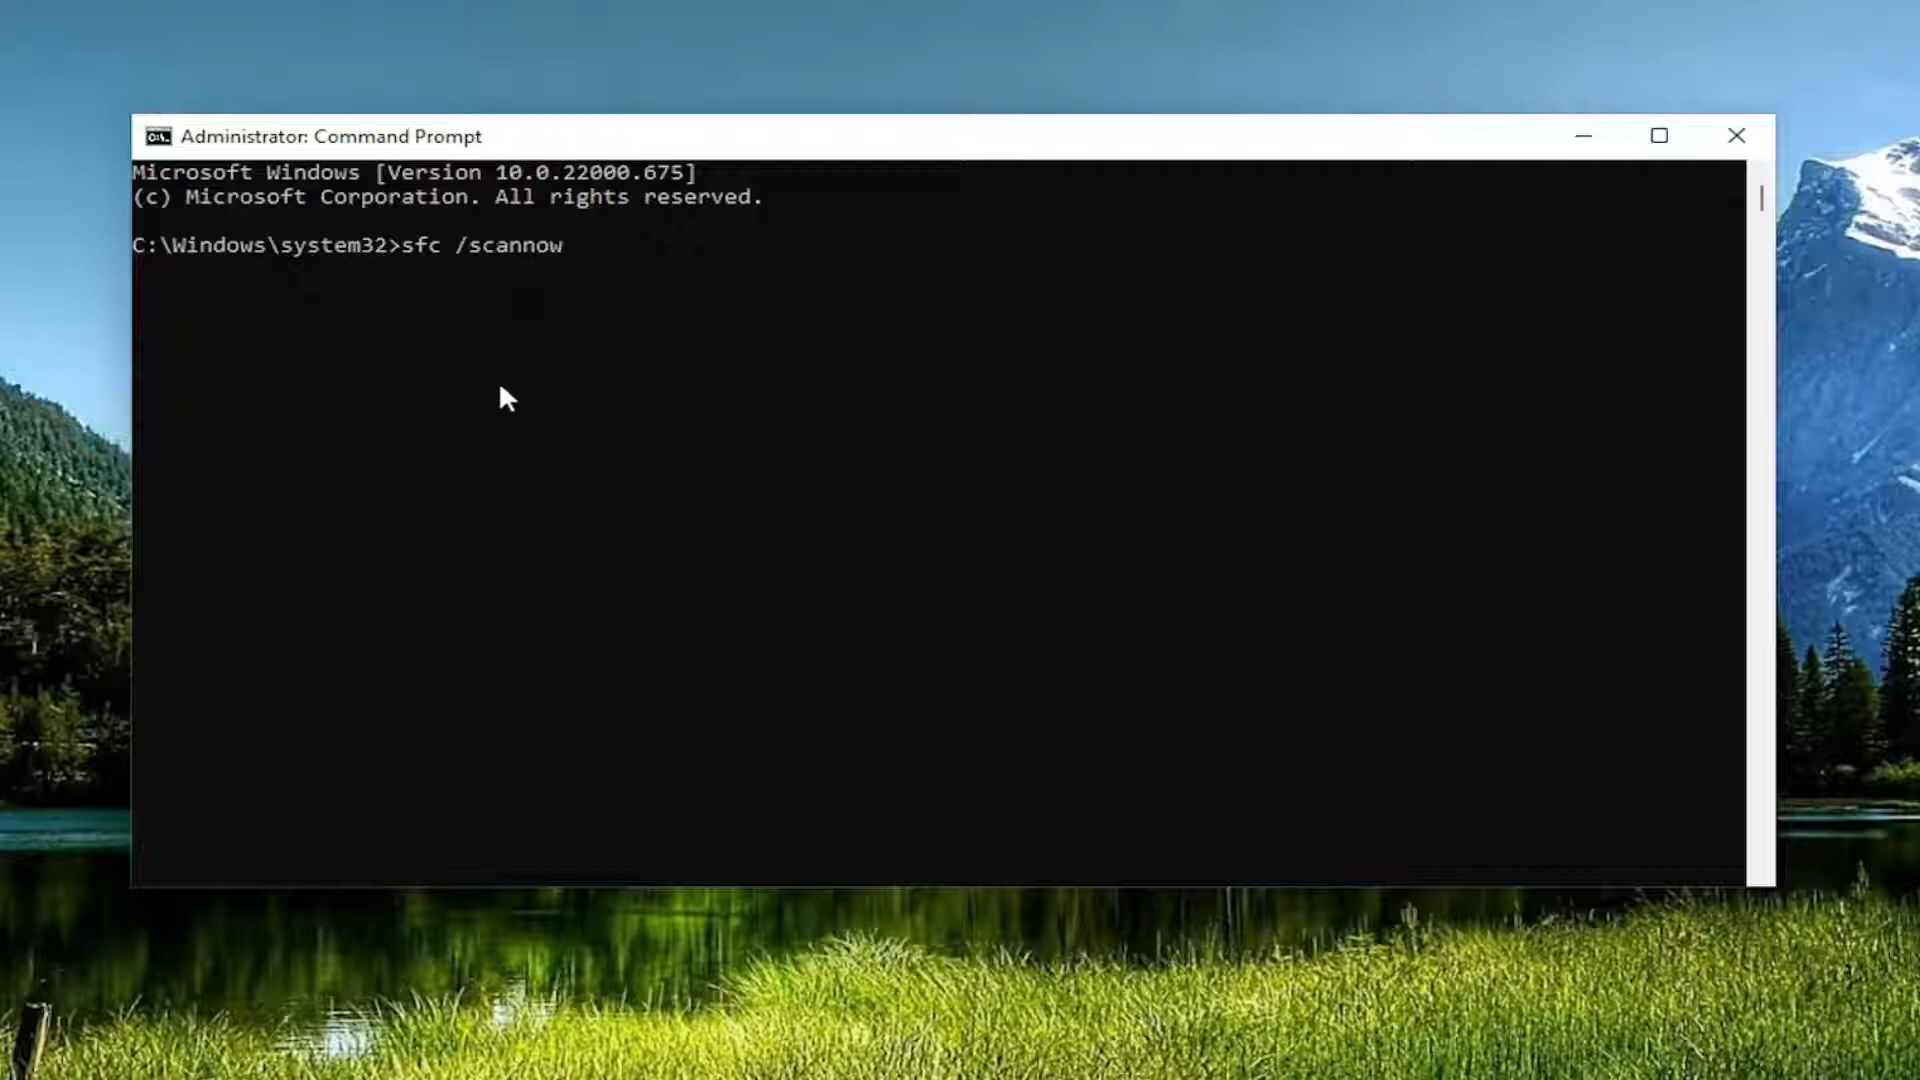 Administrator: Command Prompt
Microsoft Windows [Version 10.0.22000.675]
(c) Microsoft Corporation. All rights reserved.
C:\Windows\system32>sfc /scannow